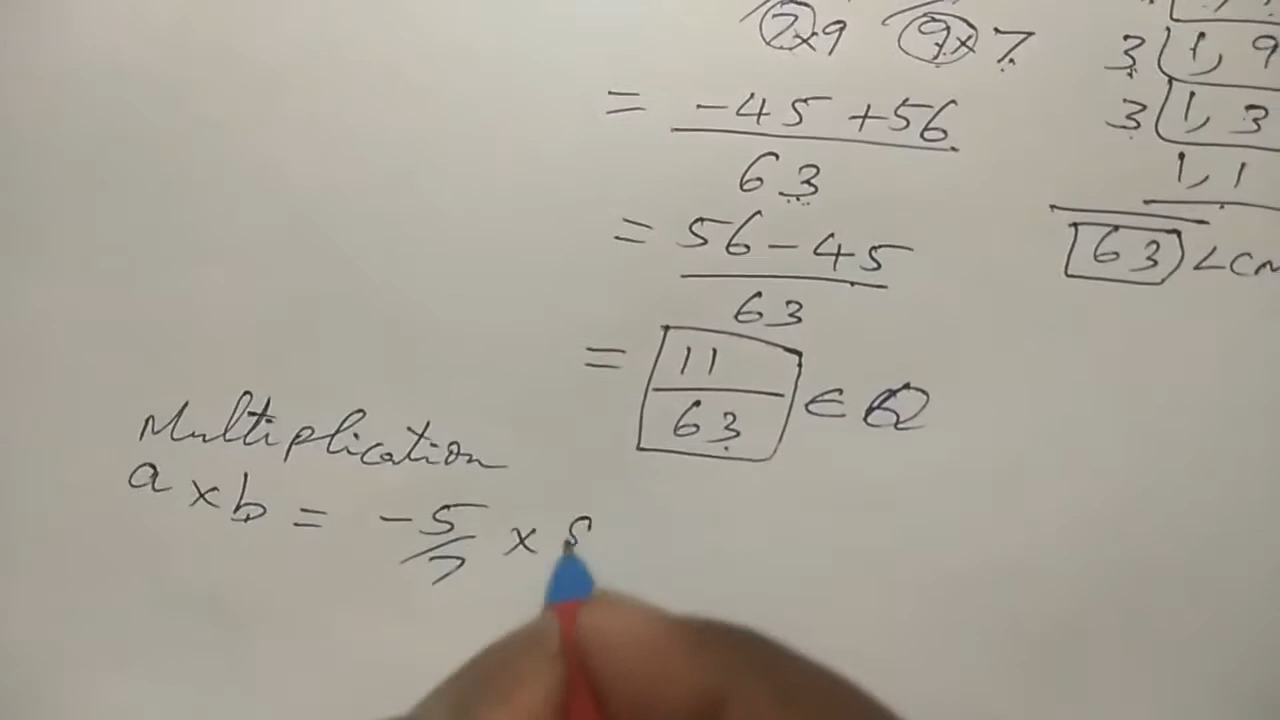 7×9 9×7
= -45 +56
63
= 56-45
63
= 11
63 ∈ Q
3 1, 9
3 1, 3
1, 1
63 LCM
Multiplication
a × b = -5/7 ×